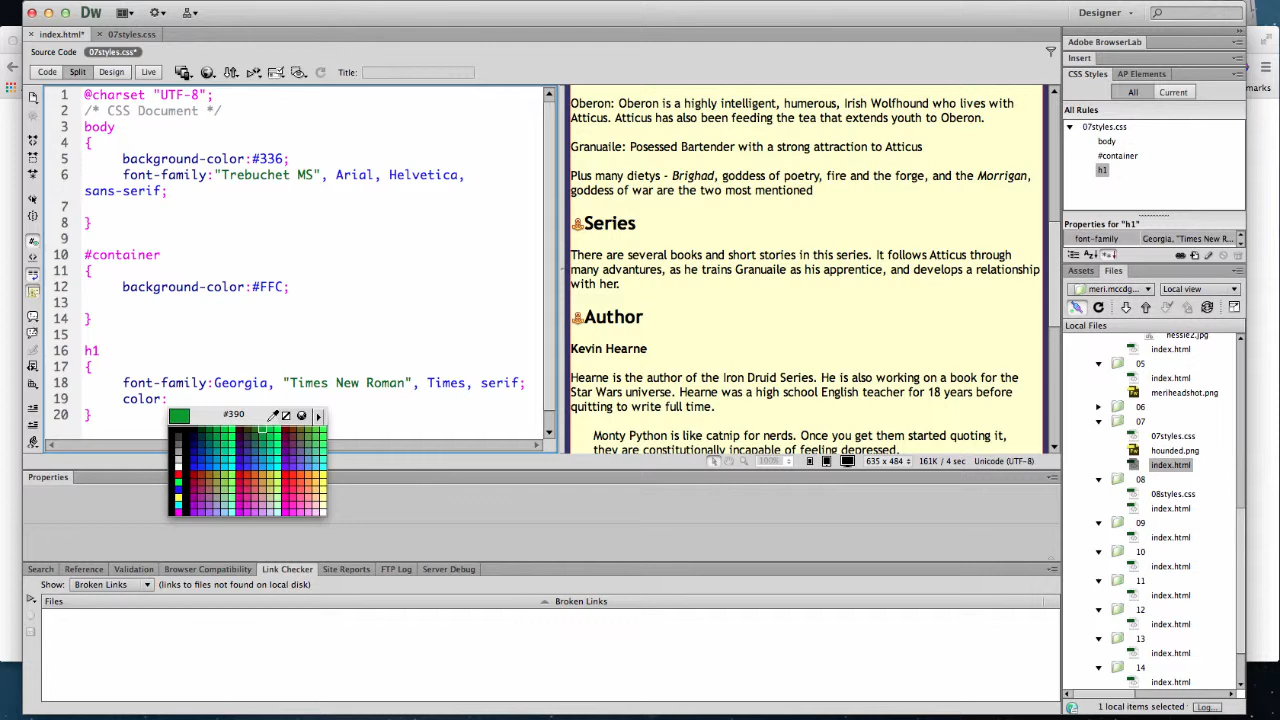 Dw
Designer
index.html*
07styles.css
Source Code
07styles.css*
Code
Split
Design
Live
Title:
1 @charset "UTF-8";
2 /* CSS Document */
3 body
4 {
5 background-color:#336;
6 font-family:"Trebuchet MS", Arial, Helvetica,
sans-serif;
7
8 }
9
10 #container
11 {
12 background-color:#FFC;
13
14 }
15
16 h1
17 {
18 font-family:Georgia, "Times New Roman", Times, serif;
19 color:
20 }
#390
Oberon: Oberon is a highly intelligent, humerous, Irish Wolfhound who lives with
Atticus. Atticus has also been feeding the tea that extends youth to Oberon.
Granuaile: Posessed Bartender with a strong attraction to Atticus
Plus many dietys - Brighad, goddess of poetry, fire and the forge, and the Morrigan,
goddess of war are the two most mentioned
Series
There are several books and short stories in this series. It follows Atticus through
many advantures, as he trains Granuaile as his apprentice, and develops a relationship
with her.
Author
Kevin Hearne
Hearne is the author of the Iron Druid Series. He is also working on a book for the
Star Wars universe. Hearne was a high school English teacher for 18 years before
quitting to write full time.
Monty Python is like catnip for nerds. Once you get them started quoting it,
they are constitutionally incapable of feeling depressed.
100%
635 x 484
161K / 4 sec
Unicode (UTF-8)
Properties
Search
Reference
Validation
Browser Compatibility
Link Checker
Site Reports
FTP Log
Server Debug
Show: Broken Links (links to files not found on local disk)
Files
Broken Links
Adobe BrowserLab
Insert
CSS Styles
AP Elements
All
Current
All Rules
07styles.css
body
#container
h1
Properties for "h1"
font-family
Georgia, "Times New R...
Assets
Files
meri.mccdg...
Local view
Local Files
nessie2.jpg
index.html
05
index.html
meriheadshot.png
06
07
07styles.css
hounded.png
index.html
08
08styles.css
index.html
09
index.html
10
index.html
11
index.html
12
index.html
13
index.html
14
index.html
1 local items selected
Log...
marks